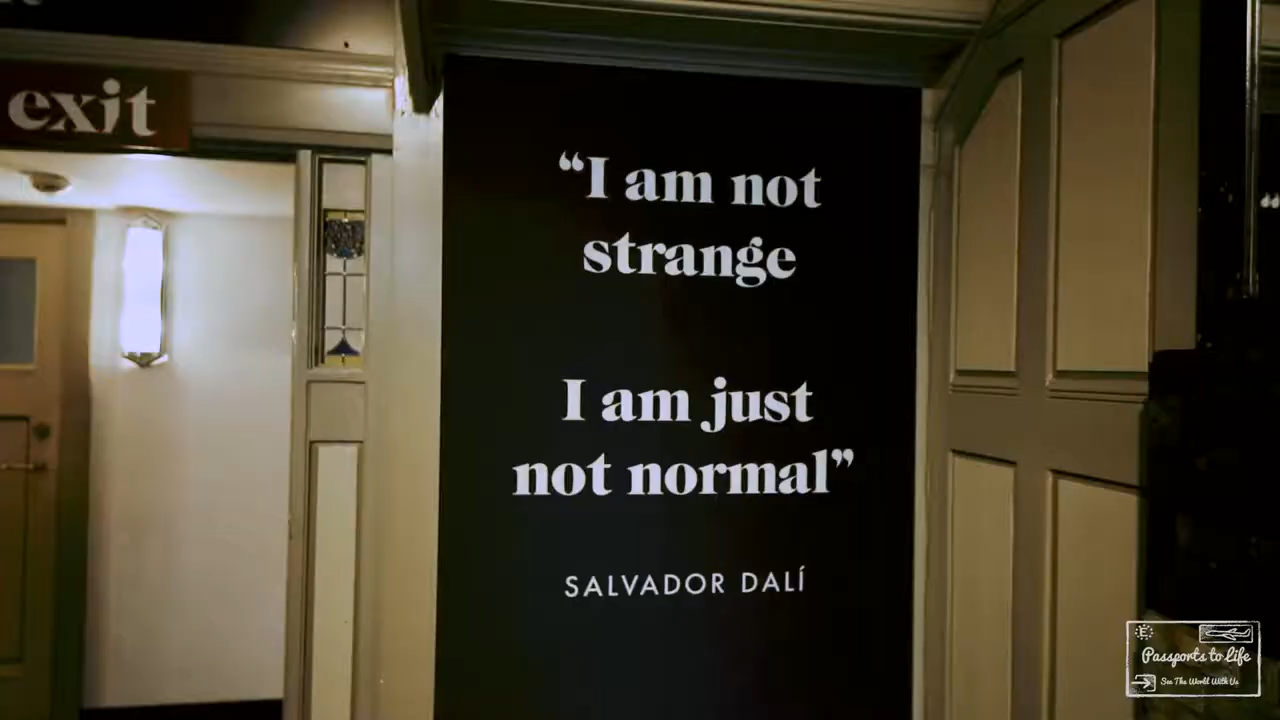 exit
“I am not
strange
I am just
not normal”
SALVADOR DALÍ
Passports to Life
See The World With Us